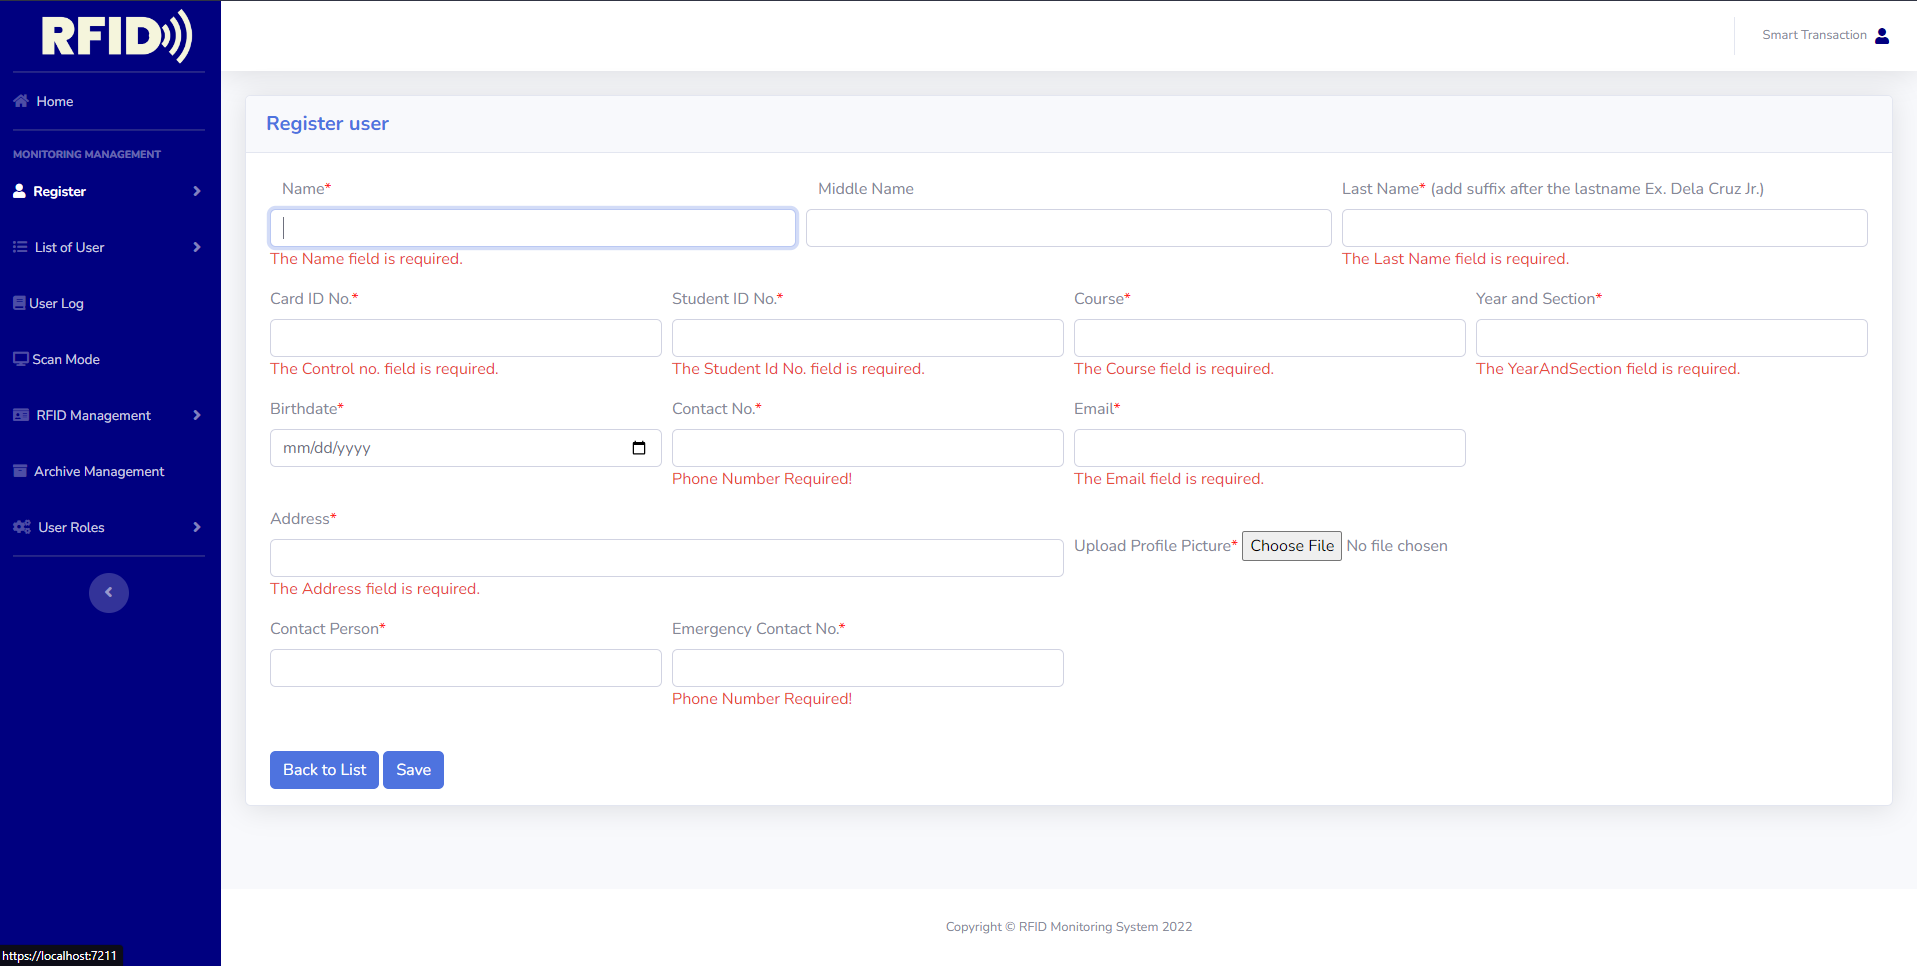 RFID
Smart Transaction
Home
MONITORING MANAGEMENT
Register
List of User
User Log
Scan Mode
RFID Management
Archive Management
User Roles
Register user
Name* Middle Name Last Name* (add suffix after the lastname Ex. Dela Cruz Jr.)
The Name field is required. The Last Name field is required.
Card ID No.* Student ID No.* Course* Year and Section*
The Control no. field is required. The Student Id No. field is required. The Course field is required. The YearAndSection field is required.
Birthdate* Contact No.* Email*
mm/dd/yyyy
Phone Number Required! The Email field is required.
Address*
Upload Profile Picture* Choose File No file chosen
The Address field is required.
Contact Person* Emergency Contact No.*
Phone Number Required!
Back to List Save
Copyright © RFID Monitoring System 2022
https://localhost:7211